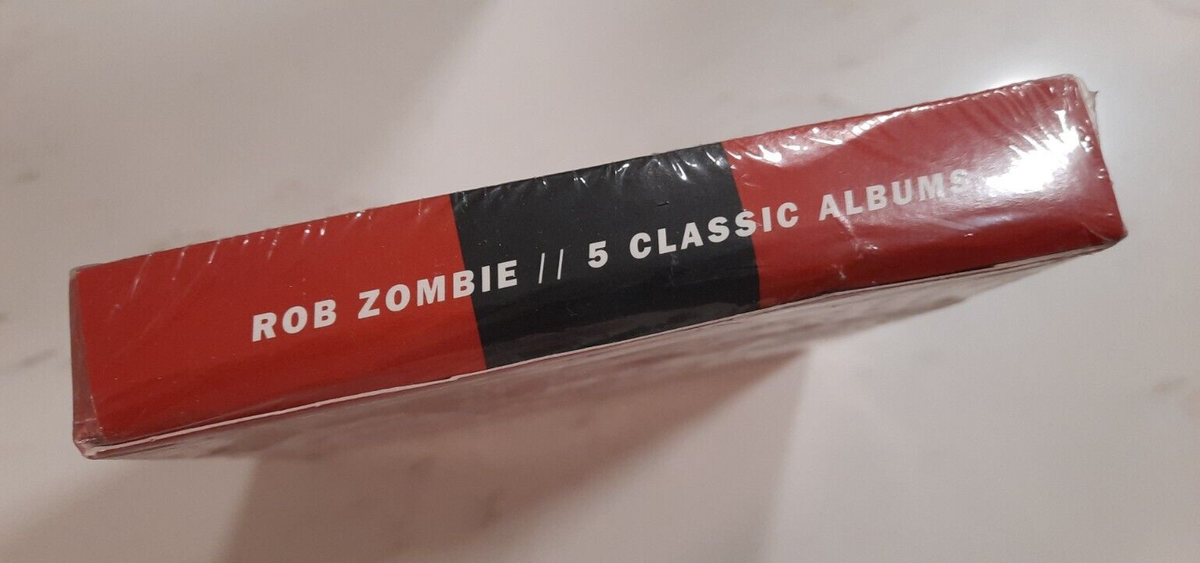 ROB ZOMBIE // 5 CLASSIC ALBUMS